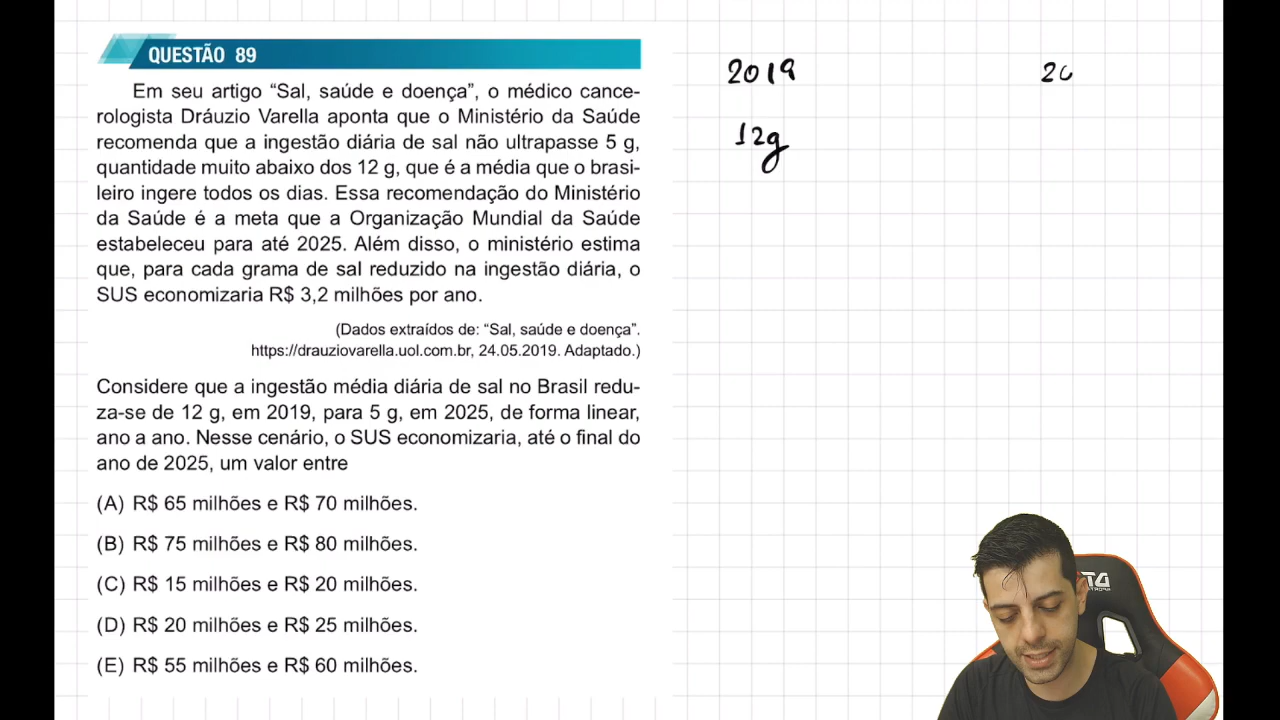 QUESTÃO 89
Em seu artigo “Sal, saúde e doença”, o médico cance-
rologista Dráuzio Varella aponta que o Ministério da Saúde
recomenda que a ingestão diária de sal não ultrapasse 5 g,
quantidade muito abaixo dos 12 g, que é a média que o brasi-
leiro ingere todos os dias. Essa recomendação do Ministério
da Saúde é a meta que a Organização Mundial da Saúde
estabeleceu para até 2025. Além disso, o ministério estima
que, para cada grama de sal reduzido na ingestão diária, o
SUS economizaria R$ 3,2 milhões por ano.
(Dados extraídos de: “Sal, saúde e doença”.
https://drauziovarella.uol.com.br, 24.05.2019. Adaptado.)
Considere que a ingestão média diária de sal no Brasil redu-
za-se de 12 g, em 2019, para 5 g, em 2025, de forma linear,
ano a ano. Nesse cenário, o SUS economizaria, até o final do
ano de 2025, um valor entre
(A) R$ 65 milhões e R$ 70 milhões.
(B) R$ 75 milhões e R$ 80 milhões.
(C) R$ 15 milhões e R$ 20 milhões.
(D) R$ 20 milhões e R$ 25 milhões.
(E) R$ 55 milhões e R$ 60 milhões.
2019
20
12g